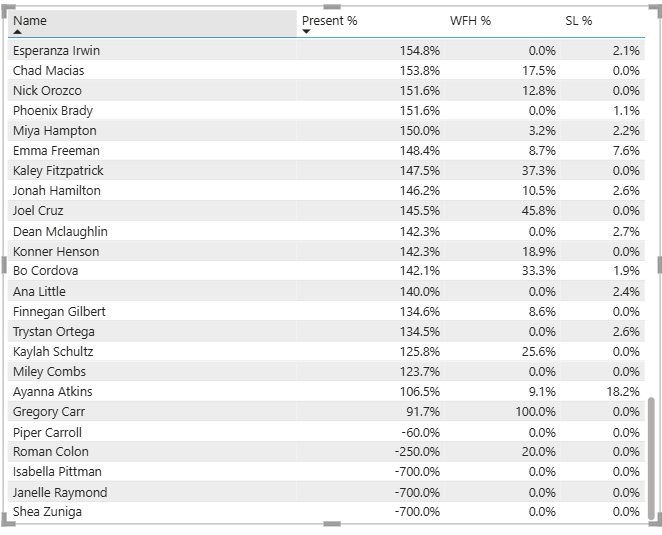 Name Present % WFH % SL %
Esperanza Irwin 154.8% 0.0% 2.1%
Chad Macias 153.8% 17.5% 0.0%
Nick Orozco 151.6% 12.8% 0.0%
Phoenix Brady 151.6% 0.0% 1.1%
Miya Hampton 150.0% 3.2% 2.2%
Emma Freeman 148.4% 8.7% 7.6%
Kaley Fitzpatrick 147.5% 37.3% 0.0%
Jonah Hamilton 146.2% 10.5% 2.6%
Joel Cruz 145.5% 45.8% 0.0%
Dean Mclaughlin 142.3% 0.0% 2.7%
Konner Henson 142.3% 18.9% 0.0%
Bo Cordova 142.1% 33.3% 1.9%
Ana Little 140.0% 0.0% 2.4%
Finnegan Gilbert 134.6% 8.6% 0.0%
Trystan Ortega 134.5% 0.0% 2.6%
Kaylah Schultz 125.8% 25.6% 0.0%
Miley Combs 123.7% 0.0% 0.0%
Ayanna Atkins 106.5% 9.1% 18.2%
Gregory Carr 91.7% 100.0% 0.0%
Piper Carroll -60.0% 0.0% 0.0%
Roman Colon -250.0% 20.0% 0.0%
Isabella Pittman -700.0% 0.0% 0.0%
Janelle Raymond -700.0% 0.0% 0.0%
Shea Zuniga -700.0% 0.0% 0.0%